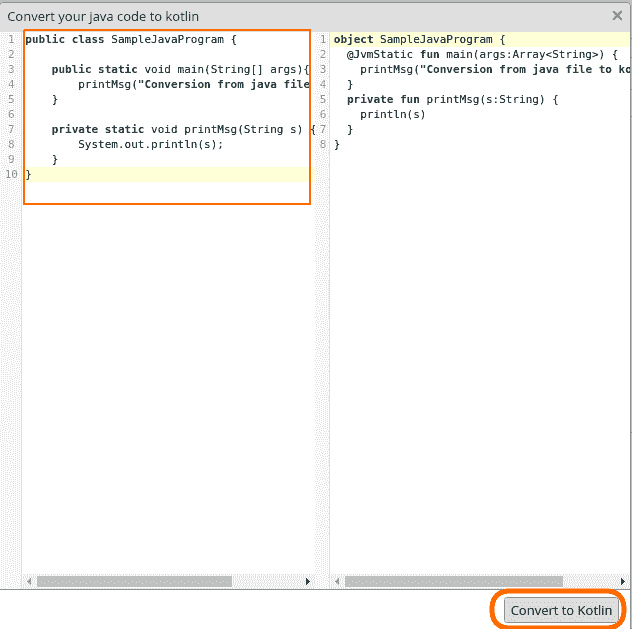 Convert your java code to kotlin
1 public class SampleJavaProgram {
2
3 public static void main(String[] args){
4 printMsg("Conversion from java file
5 }
6
7 private static void printMsg(String s) {
8 System.out.println(s);
9 }
10 }
1 object SampleJavaProgram {
2 @JvmStatic fun main(args:Array<String>) {
3 printMsg("Conversion from java file to ko
4 }
5 private fun printMsg(s:String) {
6 println(s)
7 }
8 }
Convert to Kotlin